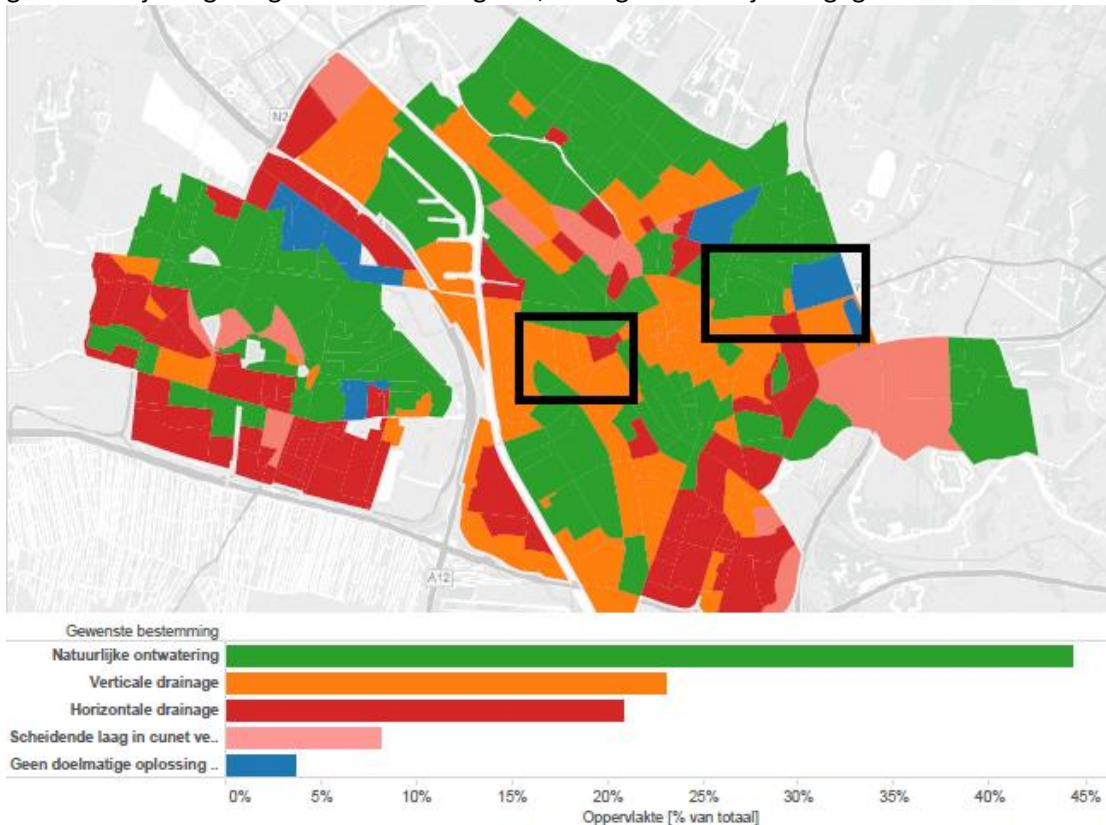 N2
A12
Gewenste bestemming
Natuurlijke ontwatering
Verticale drainage
Horizontale drainage
Scheidende laag in cunet ve..
Geen doelmatige oplossing ..
0% 5% 10% 15% 20% 25% 30% 35% 40% 45%
Oppervlakte [% van totaal]